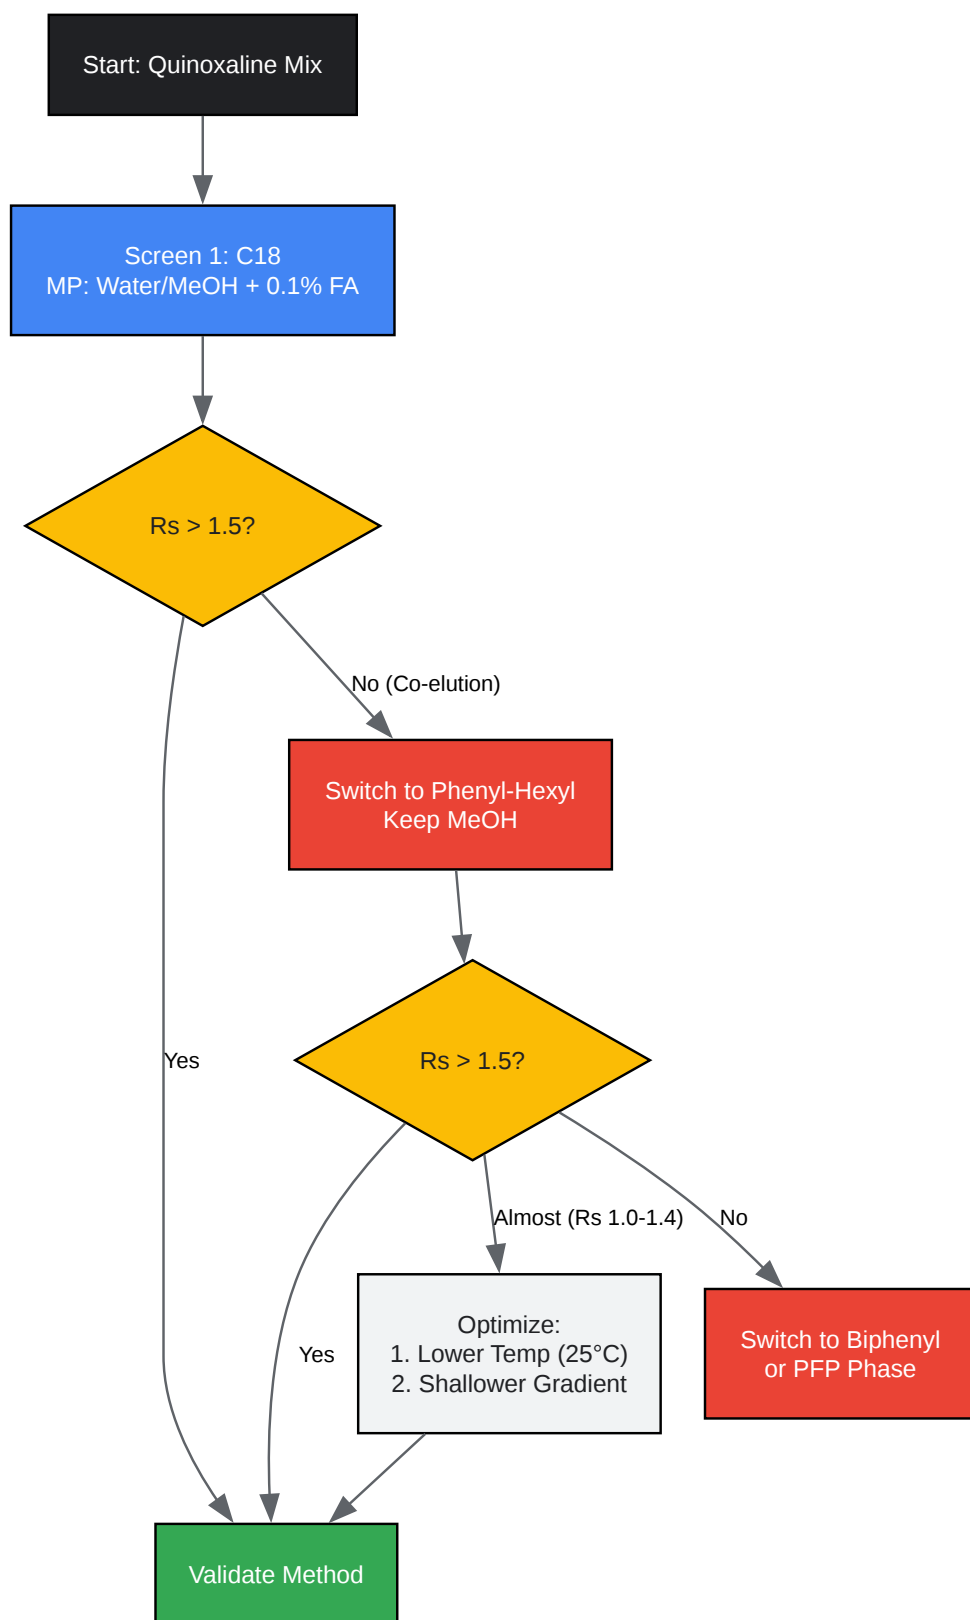 Start: Quinoxaline Mix
Screen 1: C18
MP: Water/MeOH + 0.1% FA
Rs > 1.5?
No (Co-elution)
Switch to Phenyl-Hexyl
Keep MeOH
Yes
Rs > 1.5?
Almost (Rs 1.0-1.4)
No
Yes
Optimize:
1. Lower Temp (25°C)
2. Shallower Gradient
Switch to Biphenyl
or PFP Phase
Validate Method